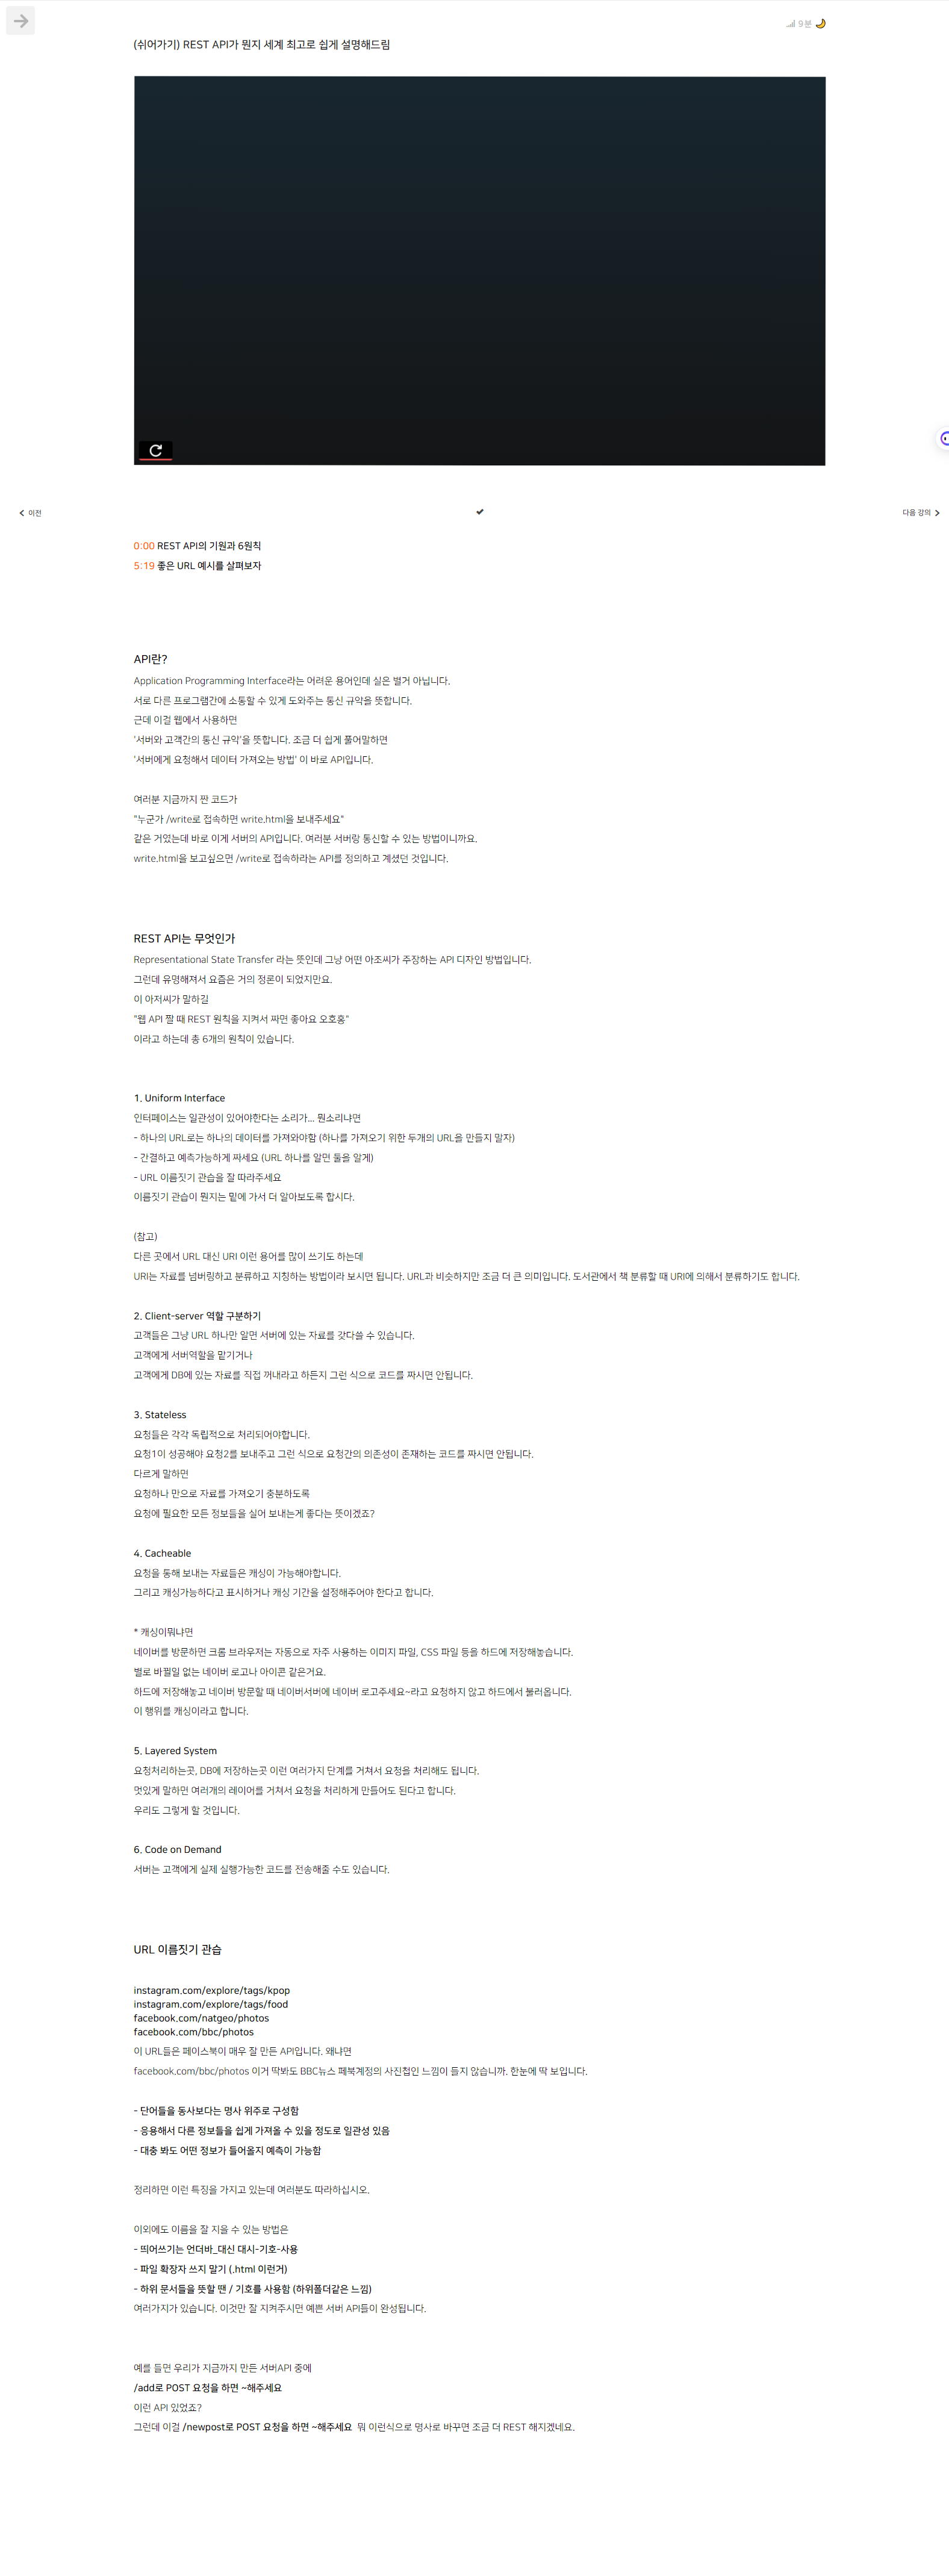 9분
(쉬어가기) REST API가 뭔지 세계 최고로 쉽게 설명해드림
이전
다음 강의
0:00 REST API의 기원과 6원칙
5:19 좋은 URL 예시를 살펴보자
API란?
Application Programming Interface라는 어려운 용어인데 실은 별거 아닙니다.
서로 다른 프로그램간에 소통할 수 있게 도와주는 통신 규약을 뜻합니다.
근데 이걸 웹에서 사용하면
'서버와 고객간의 통신 규약'을 뜻합니다. 조금 더 쉽게 풀어말하면
'서버에게 요청해서 데이터 가져오는 방법' 이 바로 API입니다.
여러분 지금까지 짠 코드가
"누군가 /write로 접속하면 write.html을 보내주세요"
같은 거였는데 바로 이게 서버의 API입니다. 여러분 서버랑 통신할 수 있는 방법이니까요.
write.html을 보고싶으면 /write로 접속하라는 API를 정의하고 계셨던 것입니다.
REST API는 무엇인가
Representational State Transfer 라는 뜻인데 그냥 어떤 아조씨가 주장하는 API 디자인 방법입니다.
그런데 유명해져서 요즘은 거의 정론이 되었지만요.
이 아저씨가 말하길
"웹 API 짤 때 REST 원칙을 지켜서 짜면 좋아요 오호홍"
이라고 하는데 총 6개의 원칙이 있습니다.
1. Uniform Interface
인터페이스는 일관성이 있어야한다는 소리가... 뭔소리냐면
- 하나의 URL로는 하나의 데이터를 가져와야함 (하나를 가져오기 위한 두개의 URL을 만들지 말자)
- 간결하고 예측가능하게 짜세요 (URL 하나를 알면 둘을 알게)
- URL 이름짓기 관습을 잘 따라주세요
이름짓기 관습이 뭔지는 밑에 가서 더 알아보도록 합시다.
(참고)
다른 곳에서 URL 대신 URI 이런 용어를 많이 쓰기도 하는데
URI는 자료를 넘버링하고 분류하고 지칭하는 방법이라 보시면 됩니다. URL과 비슷하지만 조금 더 큰 의미입니다. 도서관에서 책 분류할 때 URI에 의해서 분류하기도 합니다.
2. Client-server 역할 구분하기
고객들은 그냥 URL 하나만 알면 서버에 있는 자료를 갖다쓸 수 있습니다.
고객에게 서버역할을 맡기거나
고객에게 DB에 있는 자료를 직접 꺼내라고 하든지 그런 식으로 코드를 짜시면 안됩니다.
3. Stateless
요청들은 각각 독립적으로 처리되어야합니다.
요청1이 성공해야 요청2를 보내주고 그런 식으로 요청간의 의존성이 존재하는 코드를 짜시면 안됩니다.
다르게 말하면
요청하나 만으로 자료를 가져오기 충분하도록
요청에 필요한 모든 정보들을 실어 보내는게 좋다는 뜻이겠죠?
4. Cacheable
요청을 통해 보내는 자료들은 캐싱이 가능해야합니다.
그리고 캐싱가능하다고 표시하거나 캐싱 기간을 설정해주어야 한다고 합니다.
* 캐싱이뭐냐면
네이버를 방문하면 크롬 브라우저는 자동으로 자주 사용하는 이미지 파일, CSS 파일 등을 하드에 저장해놓습니다.
별로 바뀔일 없는 네이버 로고나 아이콘 같은거요.
하드에 저장해놓고 네이버 방문할 때 네이버서버에 네이버 로고주세요~라고 요청하지 않고 하드에서 불러옵니다.
이 행위를 캐싱이라고 합니다.
5. Layered System
요청처리하는곳, DB에 저장하는곳 이런 여러가지 단계를 거쳐서 요청을 처리해도 됩니다.
멋있게 말하면 여러개의 레이어를 거쳐서 요청을 처리하게 만들어도 된다고 합니다.
우리도 그렇게 할 것입니다.
6. Code on Demand
서버는 고객에게 실제 실행가능한 코드를 전송해줄 수도 있습니다.
URL 이름짓기 관습
instagram.com/explore/tags/kpop
instagram.com/explore/tags/food
facebook.com/natgeo/photos
facebook.com/bbc/photos
이 URL들은 페이스북이 매우 잘 만든 API입니다. 왜냐면
facebook.com/bbc/photos 이거 딱봐도 BBC뉴스 페북계정의 사진첩인 느낌이 들지 않습니까. 한눈에 딱 보입니다.
- 단어들을 동사보다는 명사 위주로 구성함
- 응용해서 다른 정보들을 쉽게 가져올 수 있을 정도로 일관성 있음
- 대충 봐도 어떤 정보가 들어올지 예측이 가능함
정리하면 이런 특징을 가지고 있는데 여러분도 따라하십시오.
이외에도 이름을 잘 지을 수 있는 방법은
- 띄어쓰기는 언더바_대신 대시-기호-사용
- 파일 확장자 쓰지 말기 (.html 이런거)
- 하위 문서들을 뜻할 땐 / 기호를 사용함 (하위폴더같은 느낌)
여러가지가 있습니다. 이것만 잘 지켜주시면 예쁜 서버 API들이 완성됩니다.
예를 들면 우리가 지금까지 만든 서버API 중에
/add로 POST 요청을 하면 ~해주세요
이런 API 있었죠?
그런데 이걸 /newpost로 POST 요청을 하면 ~해주세요 뭐 이런식으로 명사로 바꾸면 조금 더 REST 해지겠네요.